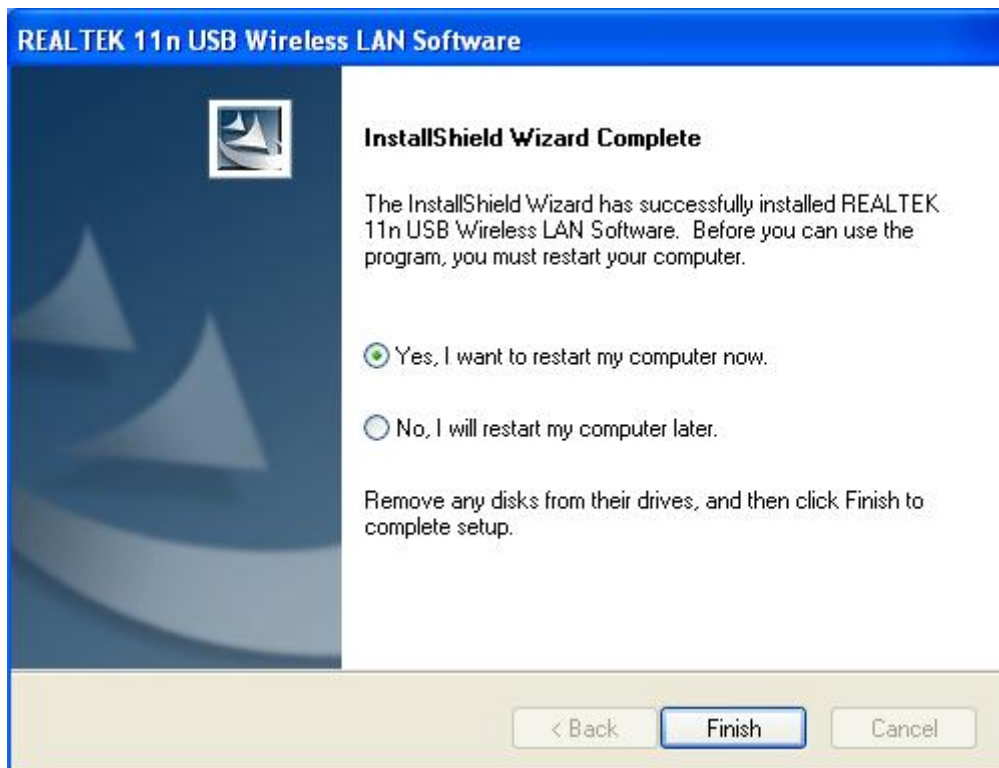 REALTEK 11n USB Wireless LAN Software
InstallShield Wizard Complete
The InstallShield Wizard has successfully installed REALTEK
11n USB Wireless LAN Software.  Before you can use the
program, you must restart your computer.
Yes, I want to restart my computer now.
No, I will restart my computer later.
Remove any disks from their drives, and then click Finish to
complete setup.
< Back
Finish
Cancel